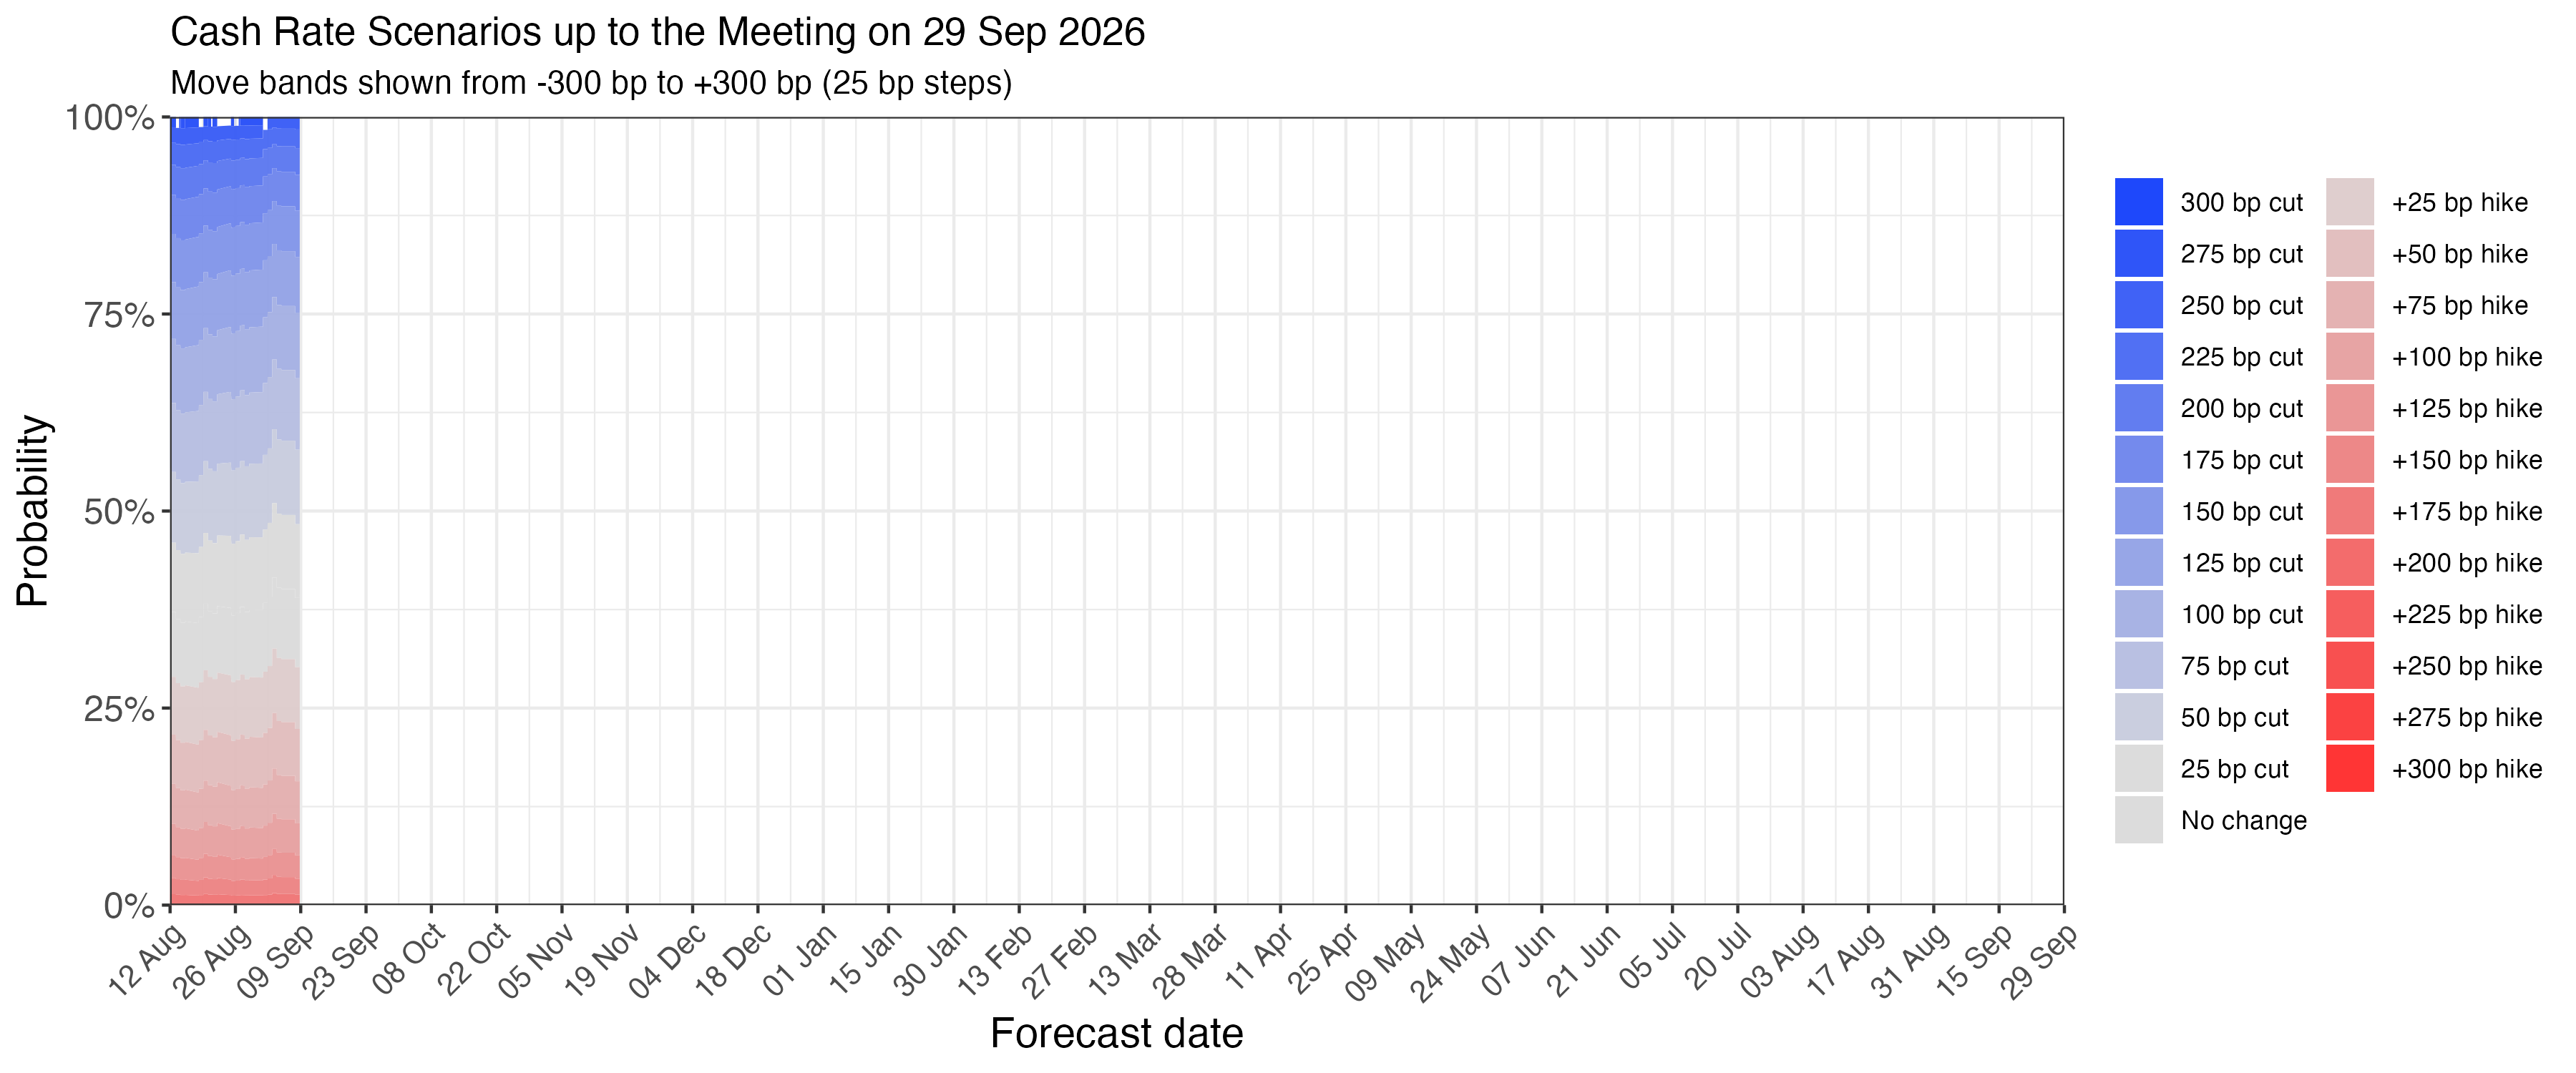 Cash Rate Scenarios up to the Meeting on 29 Sep 2026
Move bands shown from -300 bp to +300 bp (25 bp steps)
Probability
100%
75%
50%
25%
0%
12 Aug
26 Aug
09 Sep
23 Sep
08 Oct
22 Oct
05 Nov
19 Nov
04 Dec
18 Dec
01 Jan
15 Jan
30 Jan
13 Feb
27 Feb
13 Mar
28 Mar
11 Apr
25 Apr
09 May
24 May
07 Jun
21 Jun
05 Jul
20 Jul
03 Aug
17 Aug
31 Aug
15 Sep
29 Sep
Forecast date
300 bp cut
275 bp cut
250 bp cut
225 bp cut
200 bp cut
175 bp cut
150 bp cut
125 bp cut
100 bp cut
75 bp cut
50 bp cut
25 bp cut
No change
+25 bp hike
+50 bp hike
+75 bp hike
+100 bp hike
+125 bp hike
+150 bp hike
+175 bp hike
+200 bp hike
+225 bp hike
+250 bp hike
+275 bp hike
+300 bp hike